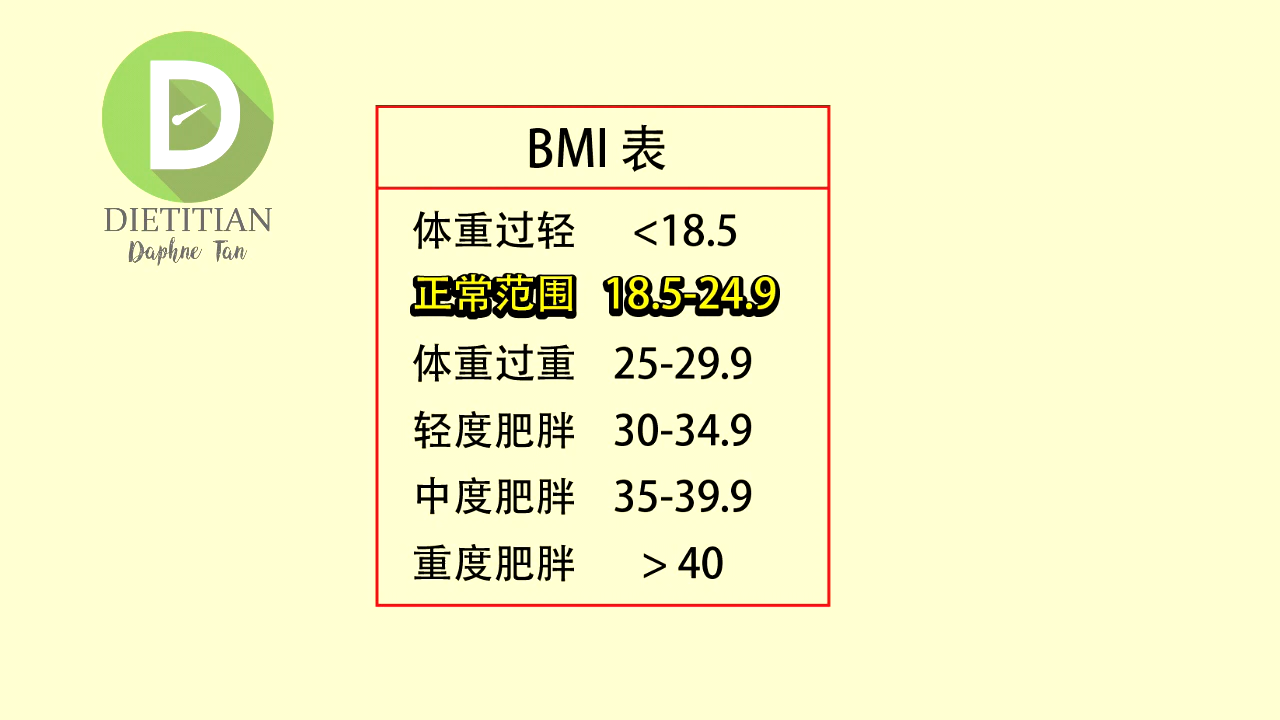 D
DIETITIAN
Daphne Tan
BMI 表
体重过轻 <18.5
正常范围 18.5-24.9
体重过重 25-29.9
轻度肥胖 30-34.9
中度肥胖 35-39.9
重度肥胖 > 40